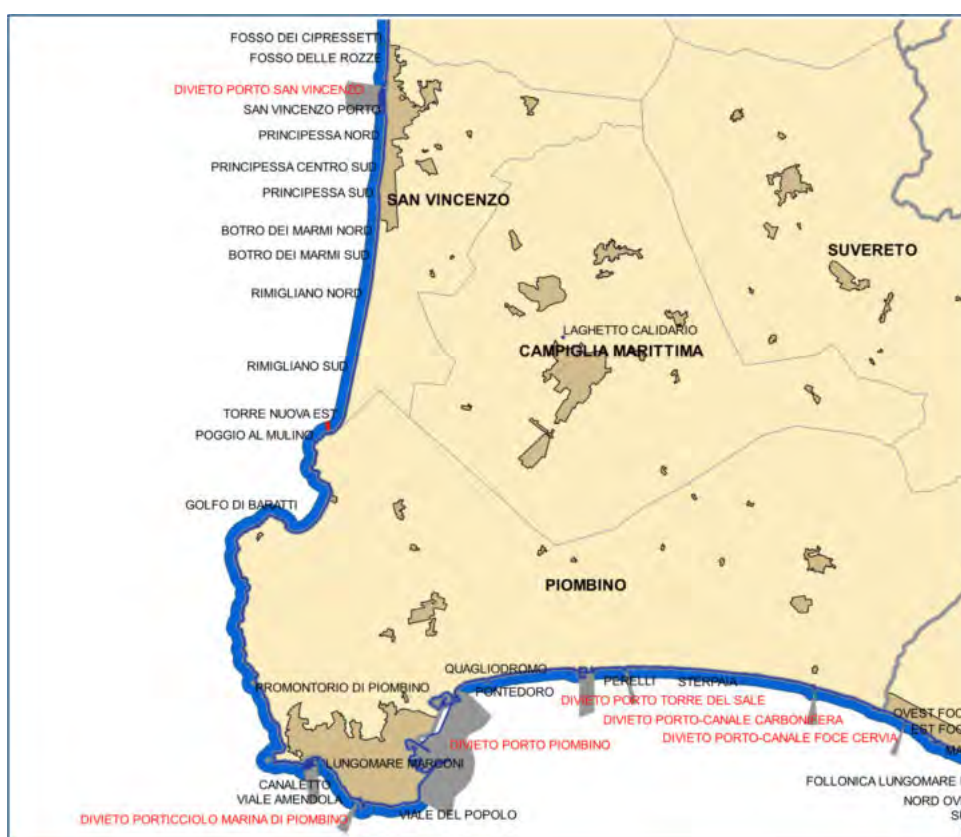 FOSSO DEI CIPRESSETTI
FOSSO DELLE ROZZE
DIVIETO PORTO SAN VINCENZO
SAN VINCENZO PORTO
PRINCIPESSA NORD
PRINCIPESSA CENTRO SUD
PRINCIPESSA SUD
SAN VINCENZO
BOTRO DEI MARMI NORD
BOTRO DEI MARMI SUD
SUVERETO
RIMIGLIANO NORD
LAGHETTO CALIDARIO
CAMPIGLIA MARITTIMA
RIMIGLIANO SUD
TORRE NUOVA EST
POGGIO AL MULINO
GOLFO DI BARATTI
PIOMBINO
QUAGLIODROMO
PERELLI
STERPAIA
PROMONTORIO DI PIOMBINO
PONTEDORO
DIVIETO PORTO TORRE DEL SALE
OVEST FOC
DIVIETO PORTO-CANALE CARBONIFERA
EST FOC
DIVIETO PORTO-CANALE FOCE CERVIA
DIVIETO PORTO PIOMBINO
MA
LUNGOMARE MARCONI
CANALETTO
FOLLONICA LUNGOMARE
VIALE AMENDOLA
NORD OV
DIVIETO PORTICCIOLO MARINA DI PIOMBINO
VIALE DEL POPOLO
SU